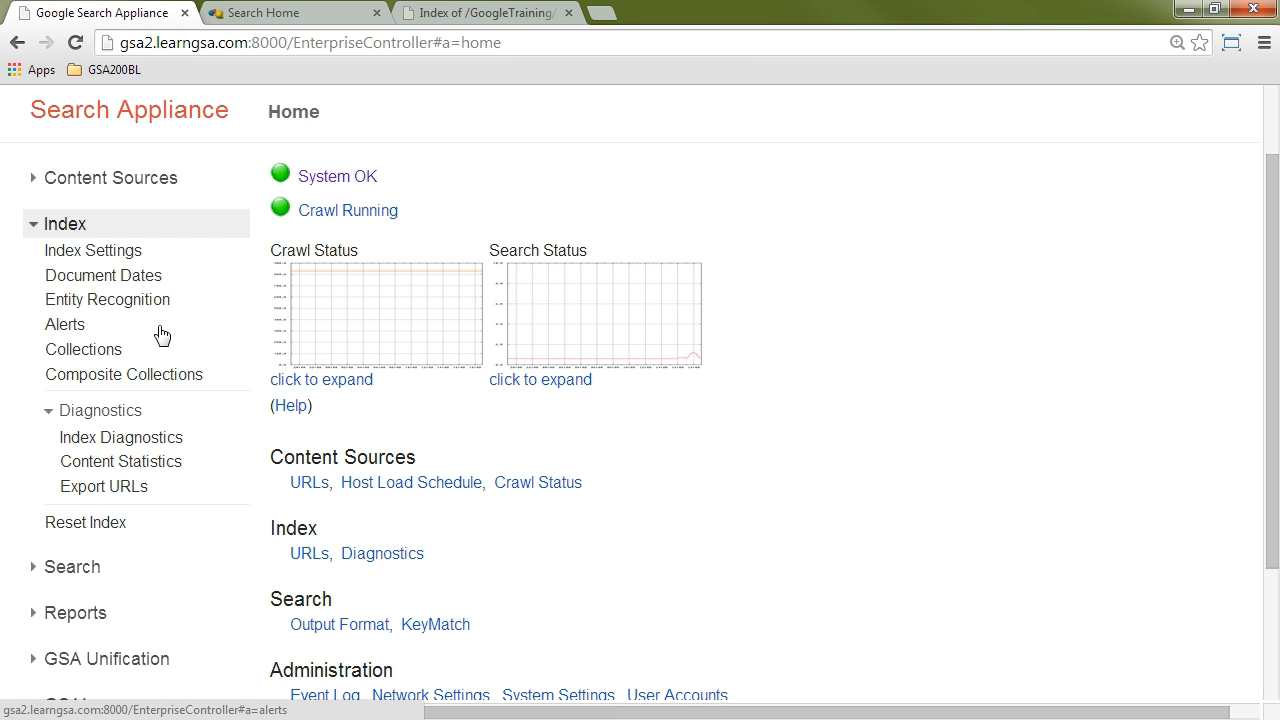 Google Search Appliance
Search Home
Index of /GoogleTraining/
gsa2.learngsa.com:8000/EnterpriseController#a=home
Apps GSA200BL
Search Appliance Home
Content Sources
Index
Index Settings
Document Dates
Entity Recognition
Alerts
Collections
Composite Collections
Diagnostics
Index Diagnostics
Content Statistics
Export URLs
Reset Index
Search
Reports
GSA Unification
System OK
Crawl Running
Crawl Status Search Status
click to expand click to expand
(Help)
Content Sources
URLs, Host Load Schedule, Crawl Status
Index
URLs, Diagnostics
Search
Output Format, KeyMatch
Administration
Event Log Network Settings System Settings User Accounts
gsa2.learngsa.com:8000/EnterpriseController#a=alerts